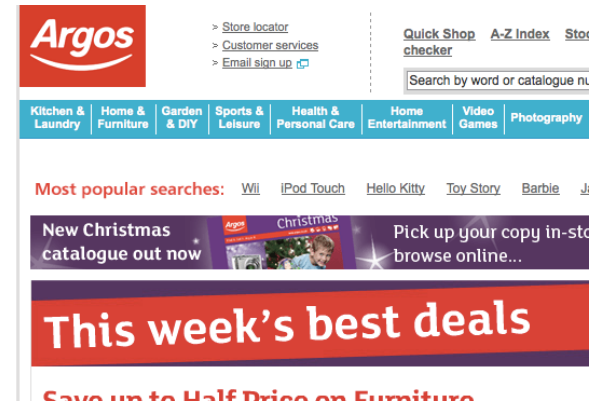 Argos
> Store locator
> Customer services
> Email sign up
Quick Shop A-Z Index
checker
Search by word or catalogue
Kitchen & Laundry
Home & Furniture
Garden & DIY
Sports & Leisure
Health & Personal Care
Home Entertainment
Video Games
Photography
Most popular searches: Wii iPod Touch Hello Kitty Toy Story Barbie
New Christmas
catalogue out now
Argos
Christmas
Pick up your copy
browse online...
This week's best deals
Save up to Half Price on Furniture